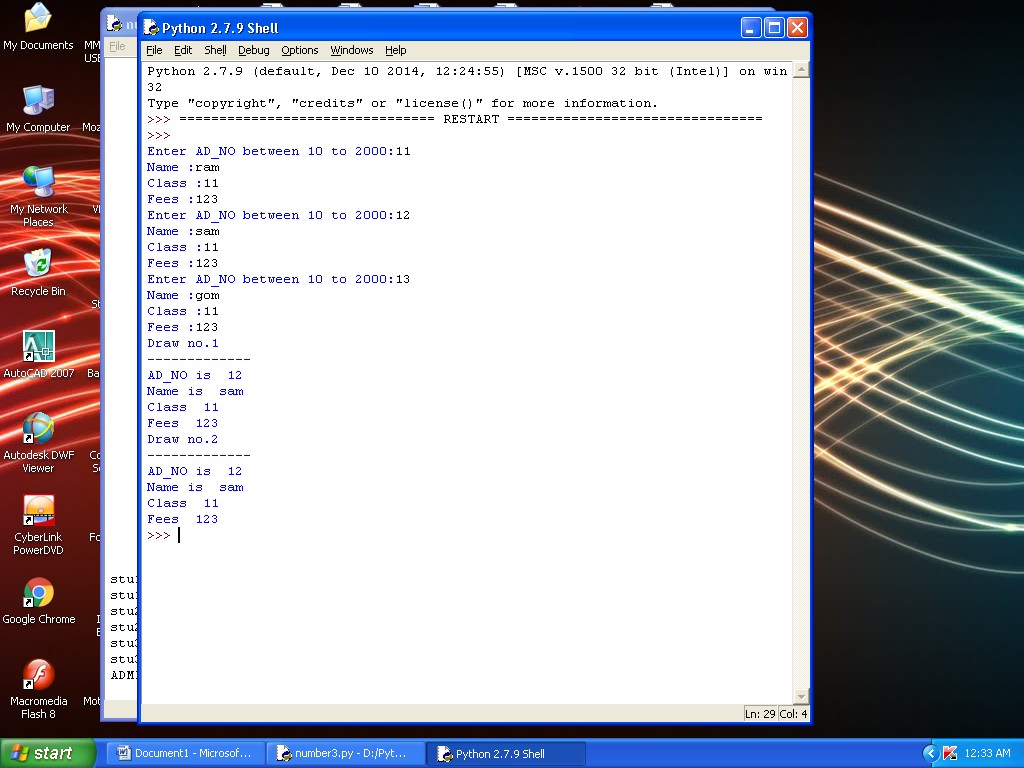 My Documents
My Computer
My Network
Places
Recycle Bin
AutoCAD 2007
Autodesk DWF
Viewer
CyberLink
PowerDVD
Google Chrome
Macromedia
Flash 8
File
Python 2.7.9 Shell
File Edit Shell Debug Options Windows Help
Python 2.7.9 (default, Dec 10 2014, 12:24:55) [MSC v.1500 32 bit (Intel)] on win
32
Type "copyright", "credits" or "license()" for more information.
>>> ================================ RESTART ================================
>>>
Enter AD_NO between 10 to 2000:11
Name :ram
Class :11
Fees :123
Enter AD_NO between 10 to 2000:12
Name :sam
Class :11
Fees :123
Enter AD_NO between 10 to 2000:13
Name :gom
Class :11
Fees :123
Draw no.1
-------------
AD_NO is  12
Name is  sam
Class  11
Fees  123
Draw no.2
-------------
AD_NO is  12
Name is  sam
Class  11
Fees  123
>>>
Ln: 29 Col: 4
start
Document1 - Microsof...
number3.py - D:/Pyt...
Python 2.7.9 Shell
12:33 AM